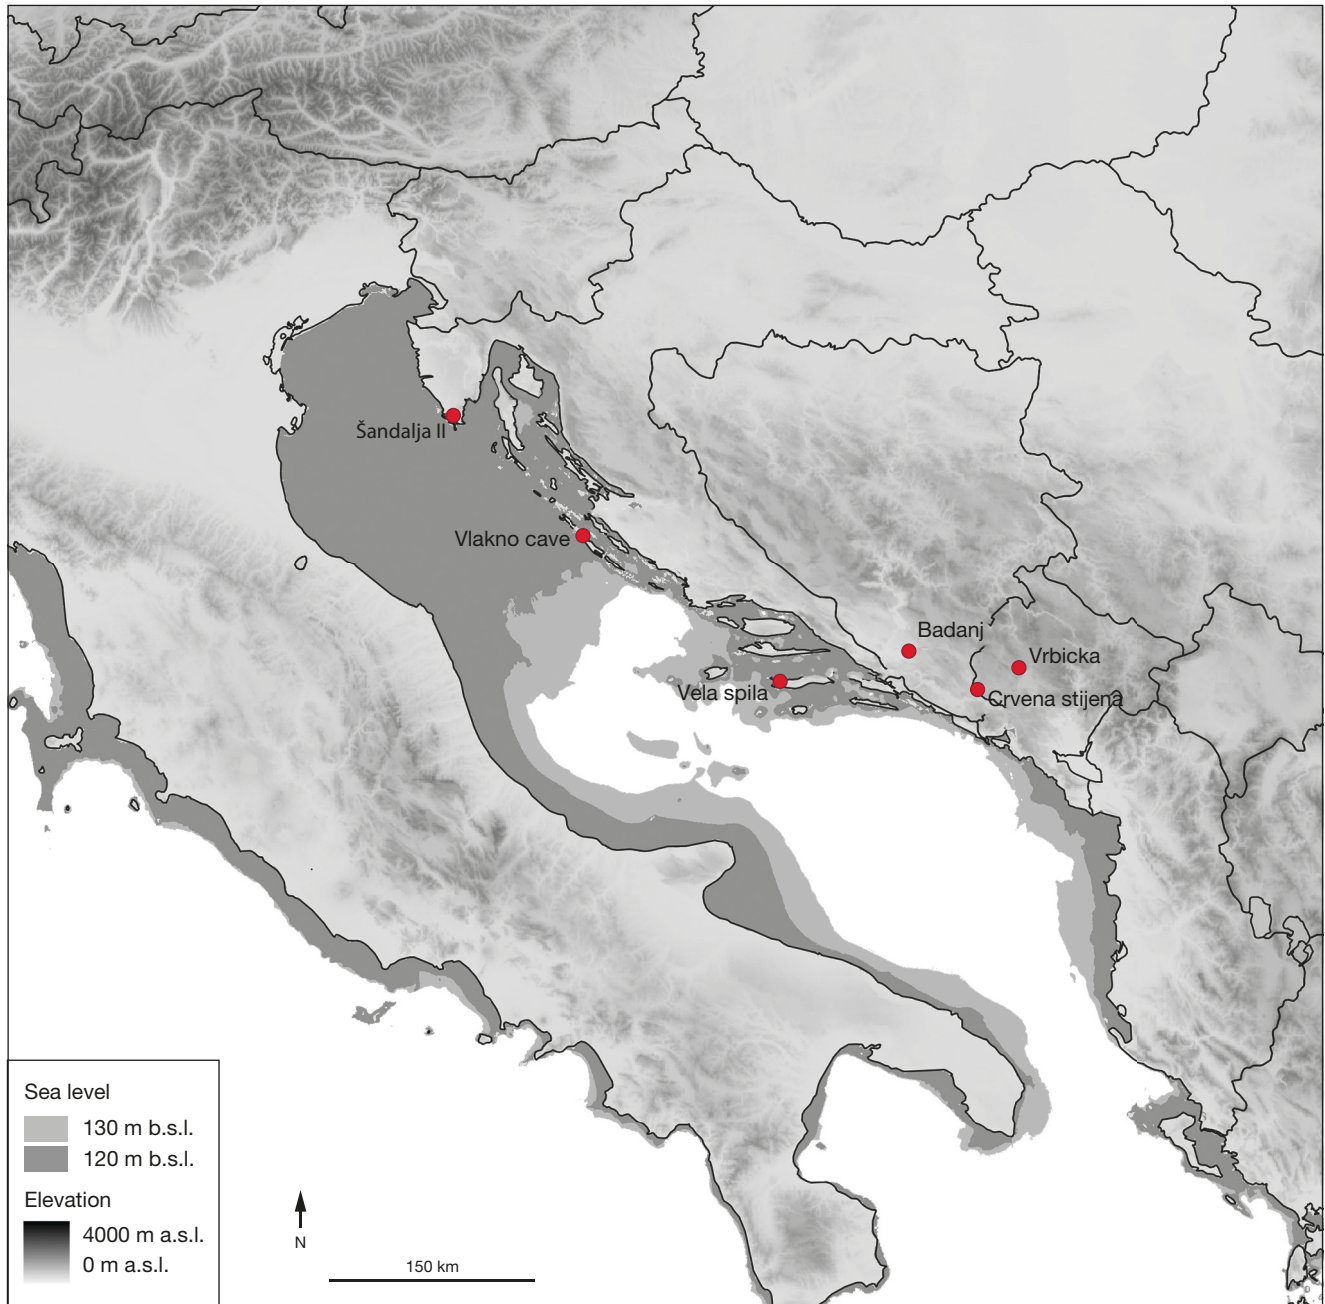 Šandalja II
Vlakno cave
Badanj
Vrbicka
Vela spila
Crvena stijena
Sea level
130 m b.s.l.
120 m b.s.l.
Elevation
4000 m a.s.l.
0 m a.s.l.
N
150 km